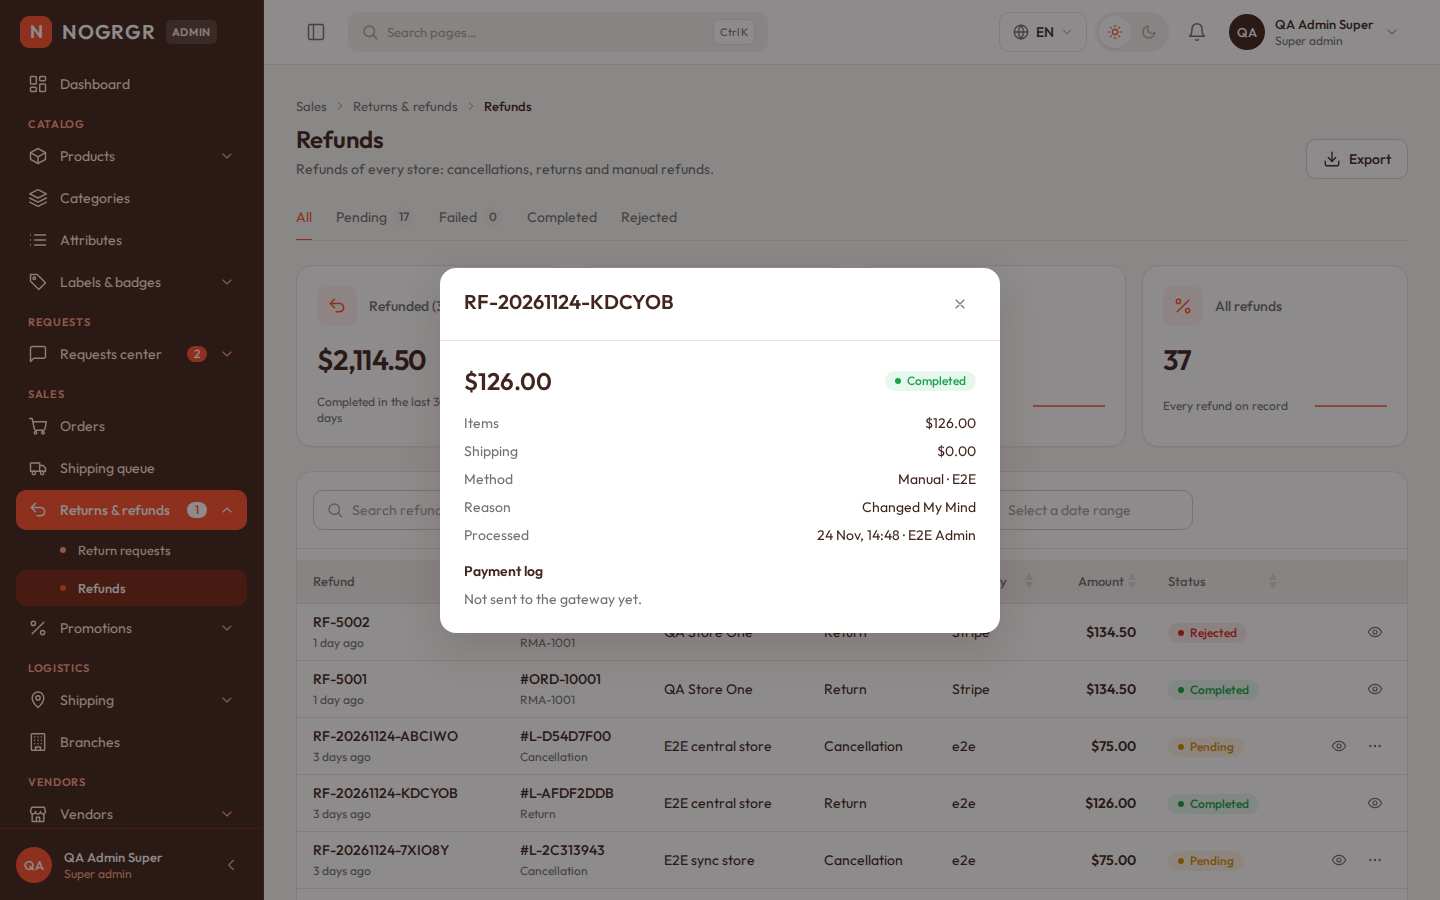 N NOGRGR ADMIN
Dashboard
CATALOG
Products
Categories
Attributes
Labels & badges
REQUESTS
Requests center 2
SALES
Orders
Shipping queue
Returns & refunds 1
Return requests
Refunds
Promotions
LOGISTICS
Shipping
Branches
VENDORS
Vendors
QA QA Admin Super
Super admin
Search pages... Ctrl K
EN
QA QA Admin Super
Super admin
Sales > Returns & refunds > Refunds
Refunds
Refunds of every store: cancellations, returns and manual refunds.
Export
All Pending 17 Failed 0 Completed Rejected
Refunded
$2,114.50
Completed in the last
days
All refunds
37
Every refund on record
Search
Select a date range
RF-20261124-KDCYOB
$126.00 Completed
Items $126.00
Shipping $0.00
Method Manual · E2E
Reason Changed My Mind
Processed 24 Nov, 14:48 · E2E Admin
Payment log
Not sent to the gateway yet.
Refund Amount Status
RF-5002 QA Store One Return Stripe $134.50 Rejected
1 day ago RMA-1001
RF-5001 #ORD-10001 QA Store One Return Stripe $134.50 Completed
1 day ago RMA-1001
RF-20261124-ABCIWO #L-D54D7F00 E2E central store Cancellation e2e $75.00 Pending
3 days ago Cancellation
RF-20261124-KDCYOB #L-AFDF2DDB E2E central store Return e2e $126.00 Completed
3 days ago Return
RF-20261124-7XIO8Y #L-2C313943 E2E sync store Cancellation e2e $75.00 Pending
3 days ago Cancellation